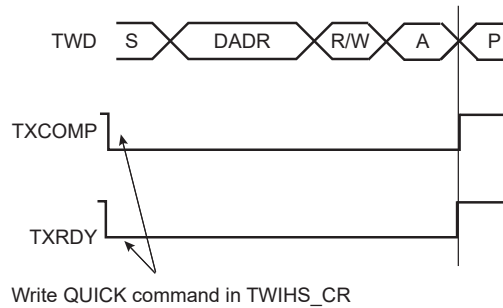 TWD S DADR R/W A P
TXCOMP
TXRDY
Write QUICK command in TWIHS_CR